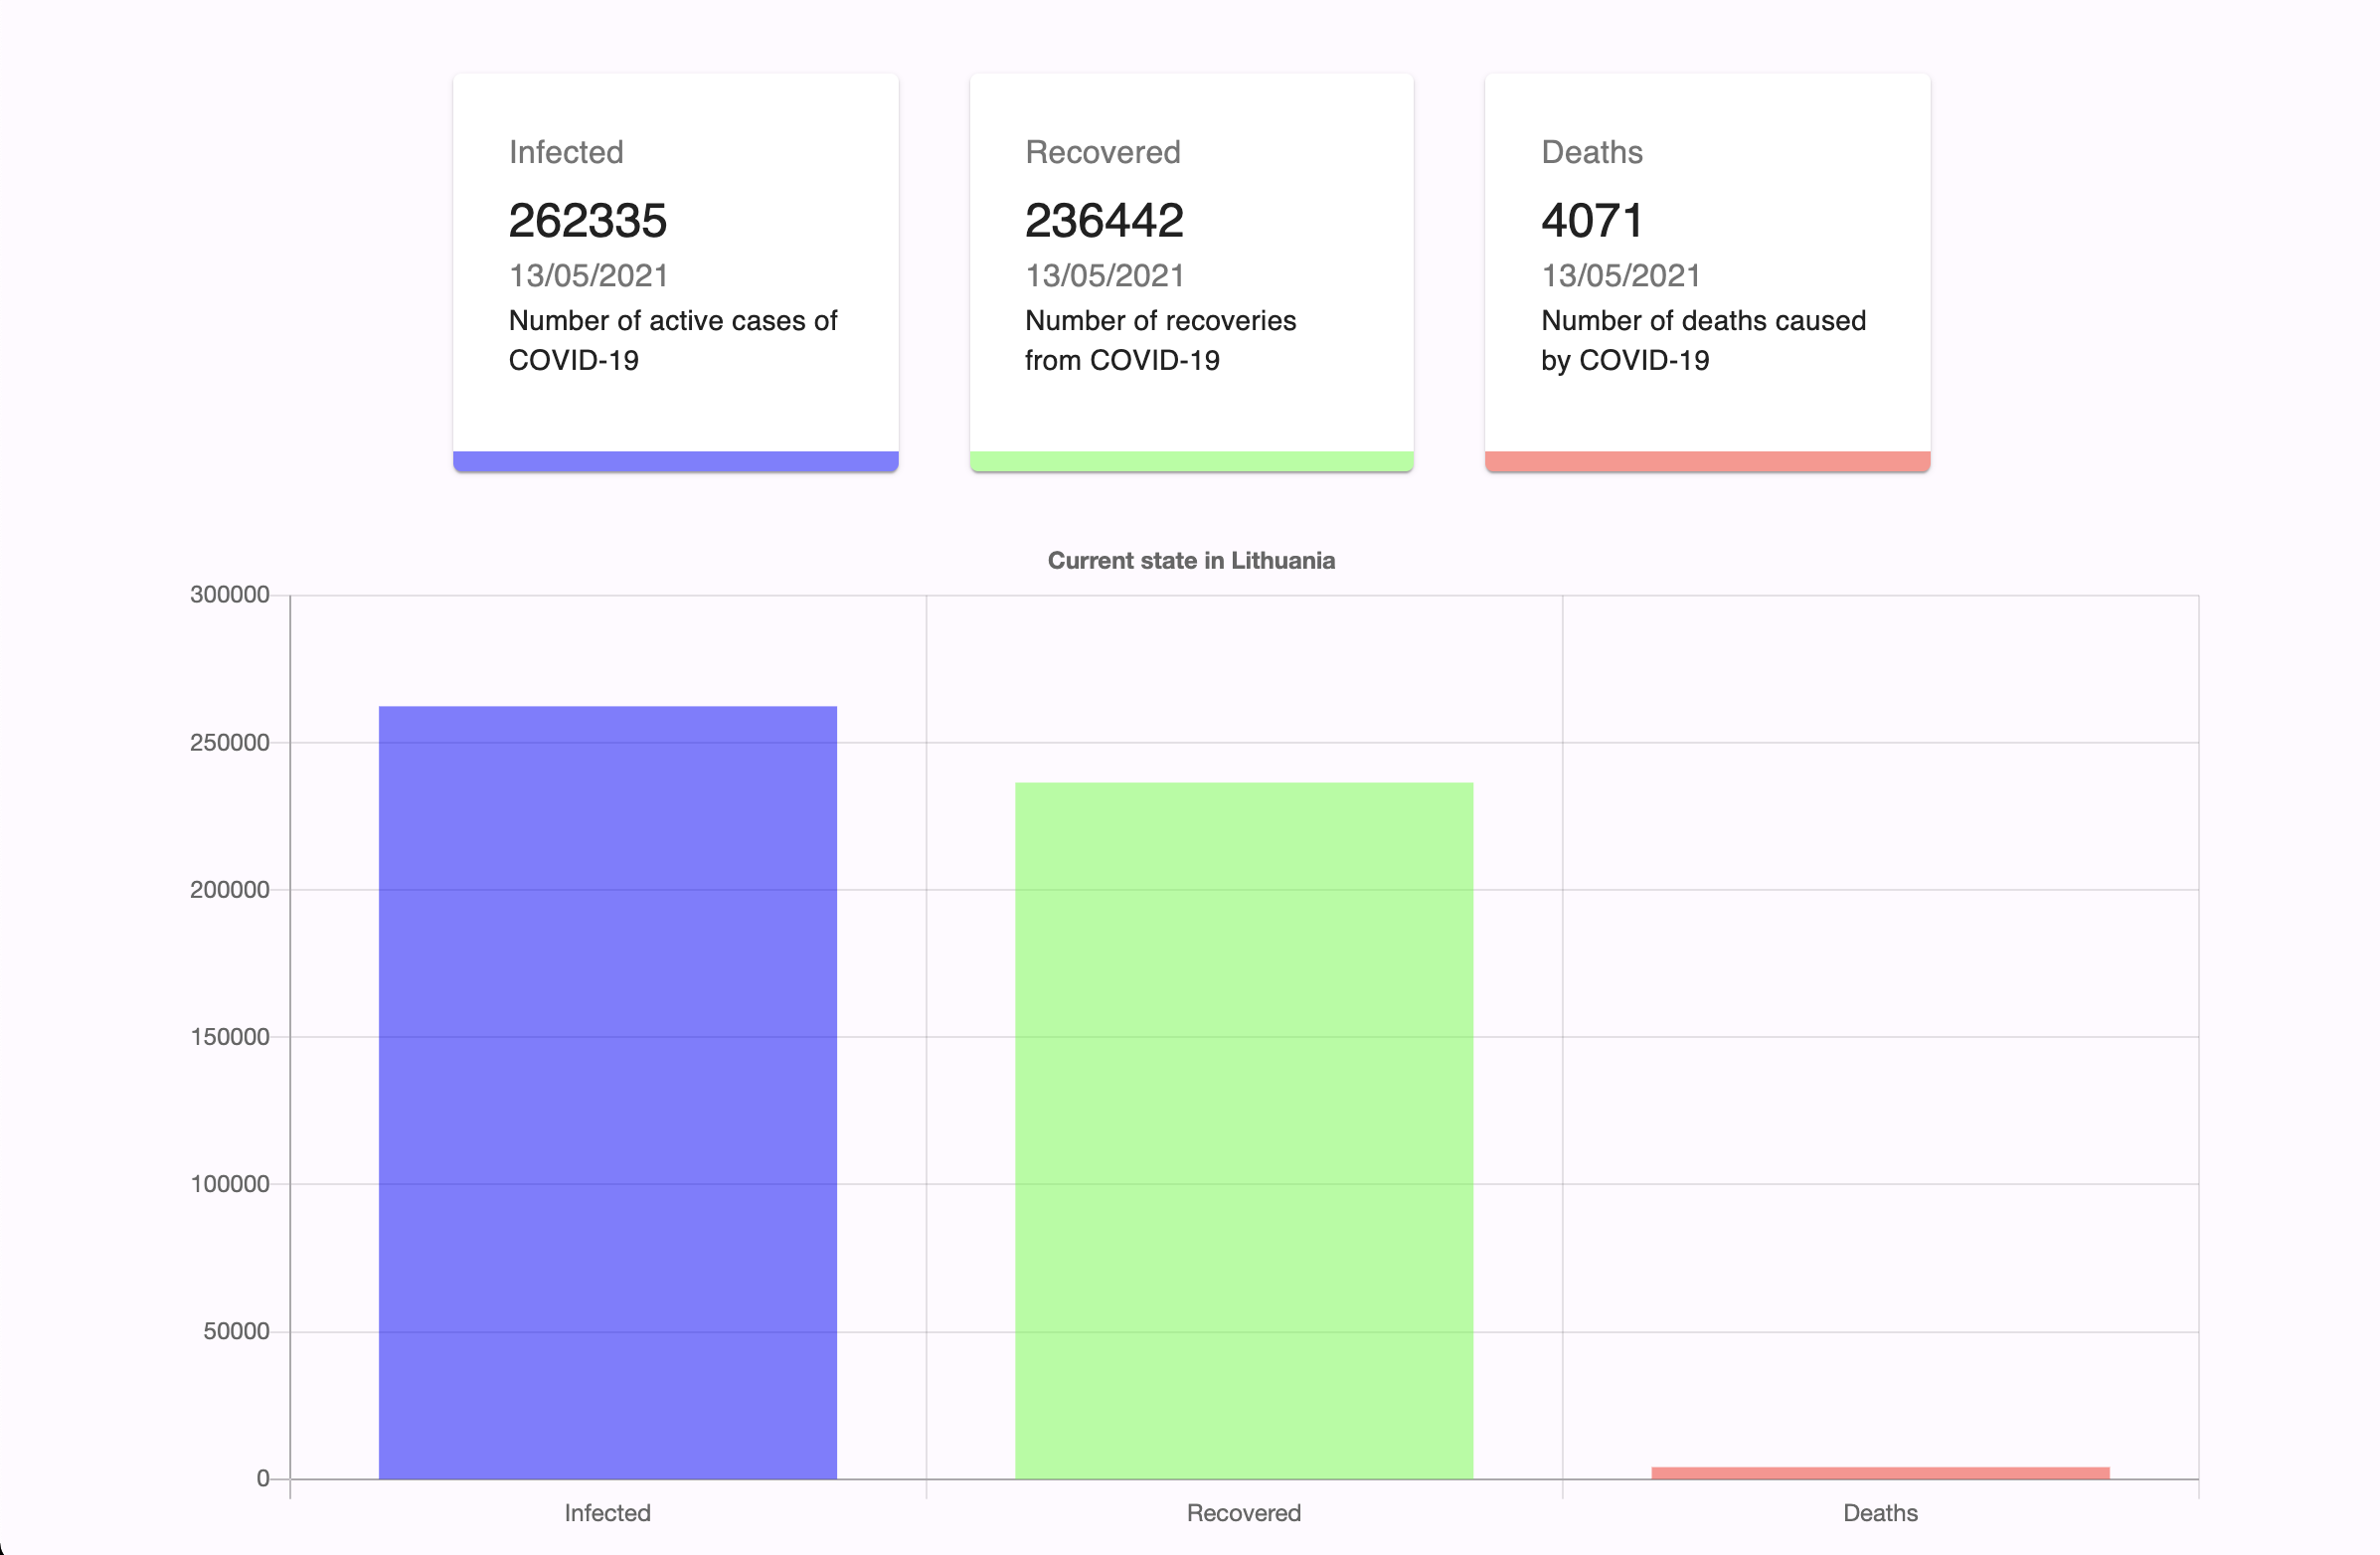 Infected
262335
13/05/2021
Number of active cases of
COVID-19
Recovered
236442
13/05/2021
Number of recoveries
from COVID-19
Deaths
4071
13/05/2021
Number of deaths caused
by COVID-19
Current state in Lithuania
300000
250000
200000
150000
100000
50000
0
Infected
Recovered
Deaths